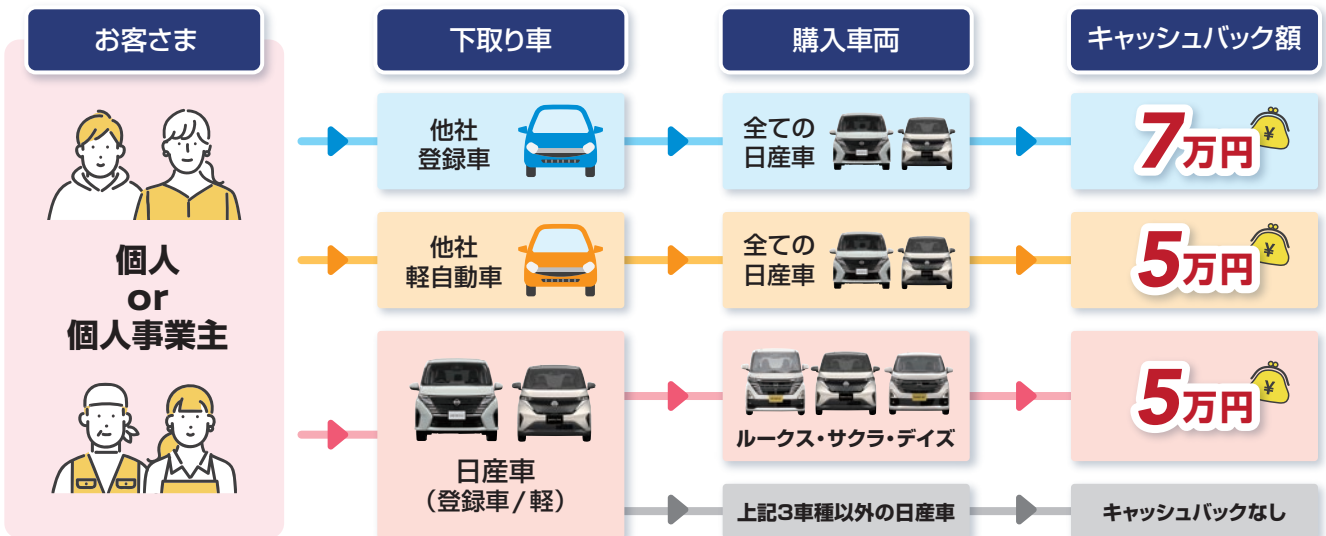 お客さま
下取り車
購入車両
キャッシュバック額
個人
or
個人事業主
他社
登録車
全ての
日産車
7万円
¥
他社
軽自動車
全ての
日産車
5万円
¥
日産車
（登録車/軽）
ルークス・サクラ・デイズ
5万円
¥
上記3車種以外の日産車
キャッシュバックなし